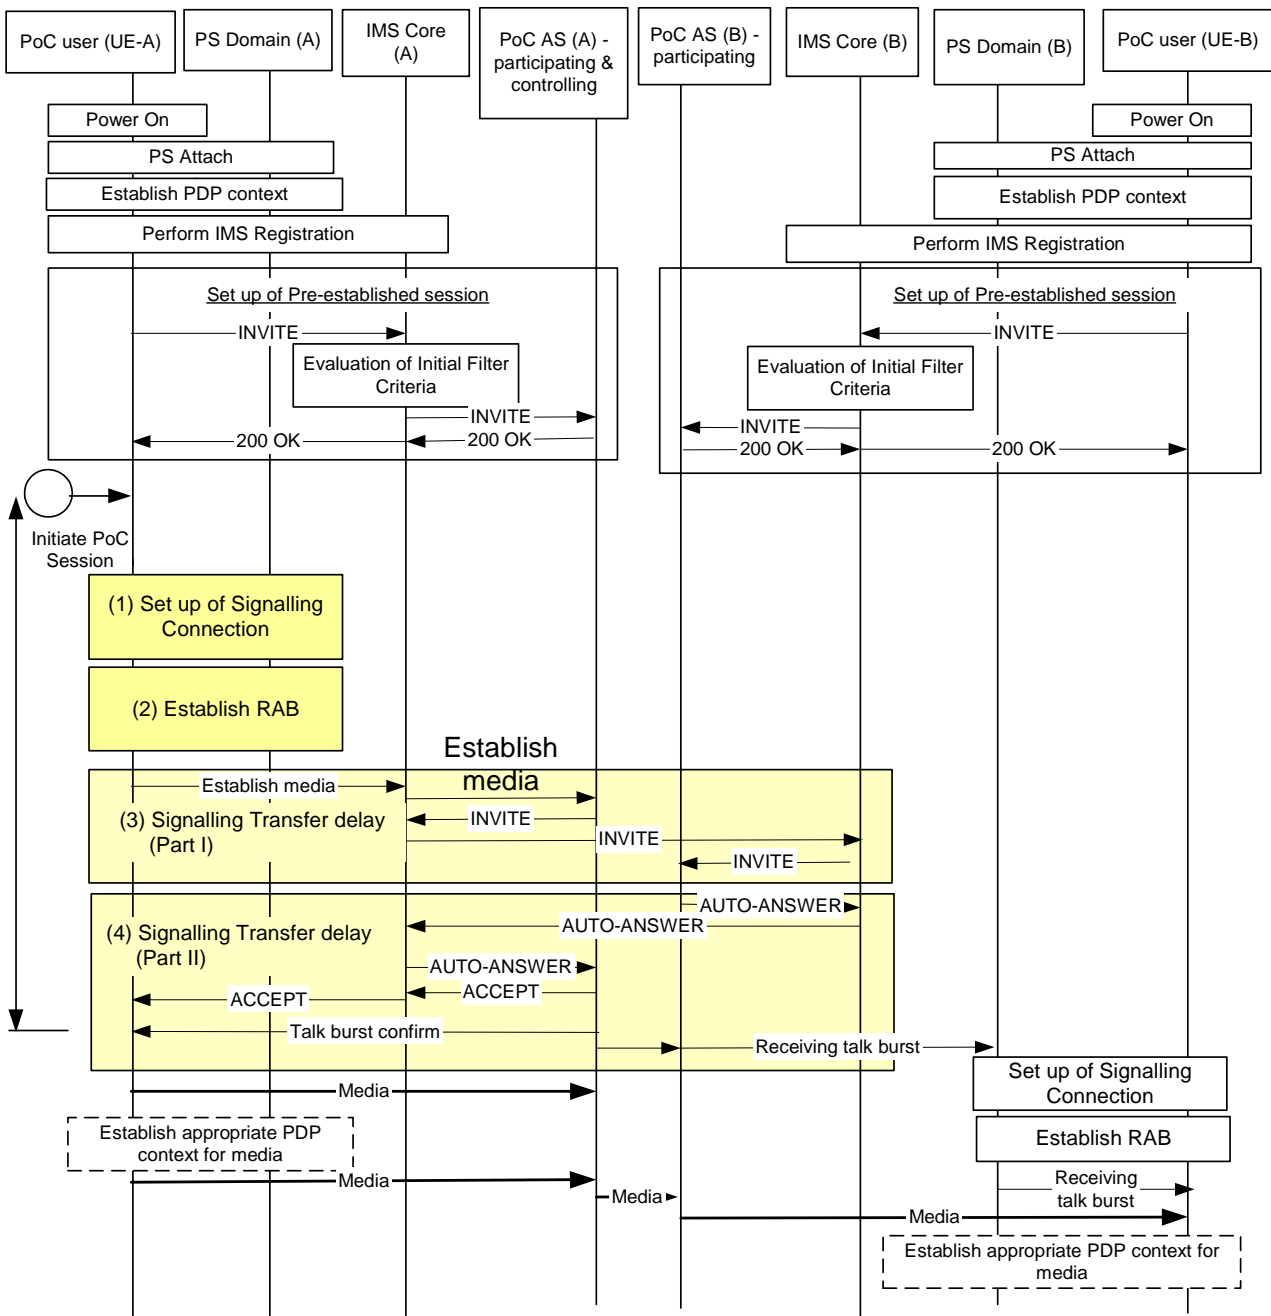 PoC user (UE-A)
PS Domain (A)
IMS Core
(A)
PoC AS (A) -
participating &
controlling
PoC AS (B) -
participating
IMS Core (B)
PS Domain (B)
PoC user (UE-B)
Power On
Power On
PS Attach
PS Attach
Establish PDP context
Establish PDP context
Perform IMS Registration
Perform IMS Registration
Set up of Pre-established session
Set up of Pre-established session
INVITE
INVITE
Evaluation of Initial Filter
Criteria
Evaluation of Initial Filter
Criteria
INVITE
INVITE
200 OK
200 OK
200 OK
200 OK
Initiate PoC
Session
(1) Set up of Signalling
Connection
(2) Establish RAB
Establish
media
Establish media
(3) Signalling Transfer delay
(Part I)
INVITE
INVITE
INVITE
AUTO-ANSWER
AUTO-ANSWER
(4) Signalling Transfer delay
(Part II)
AUTO-ANSWER
ACCEPT
ACCEPT
Talk burst confirm
Receiving talk burst
Set up of Signalling
Connection
Media
Establish appropriate PDP
context for media
Establish RAB
Media
Receiving
talk burst
Media
Media
Establish appropriate PDP context for
media